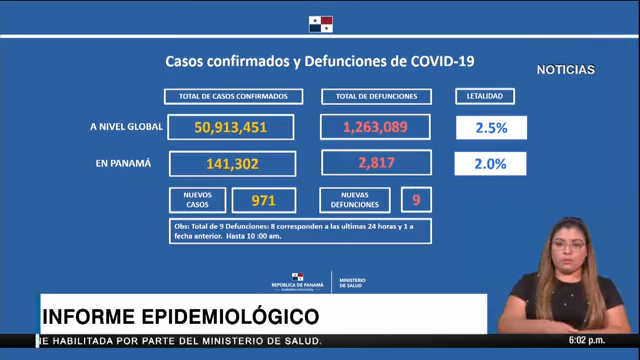 Casos confirmados y Defunciones de COVID-19
NOTICIAS
TOTAL DE CASOS CONFIRMADOS
TOTAL DE DEFUNCIONES
LETALIDAD
A NIVEL GLOBAL
50,913,451
1,263,089
2.5%
EN PANAMÁ
141,302
2,817
2.0%
NUEVOS
CASOS
971
NUEVAS
DEFUNCIONES
9
Obs: Total de 9 Defunciones: 8 corresponden a las ultimas 24 horas y 1 a
fecha anterior. Hasta 10 :00 am.
REPÚBLICA DE PANAMÁ
GOBIERNO NACIONAL
MINISTERIO
DE SALUD
INFORME EPIDEMIOLÓGICO
IE HABILITADA POR PARTE DEL MINISTERIO DE SALUD.
6:02 p.m.